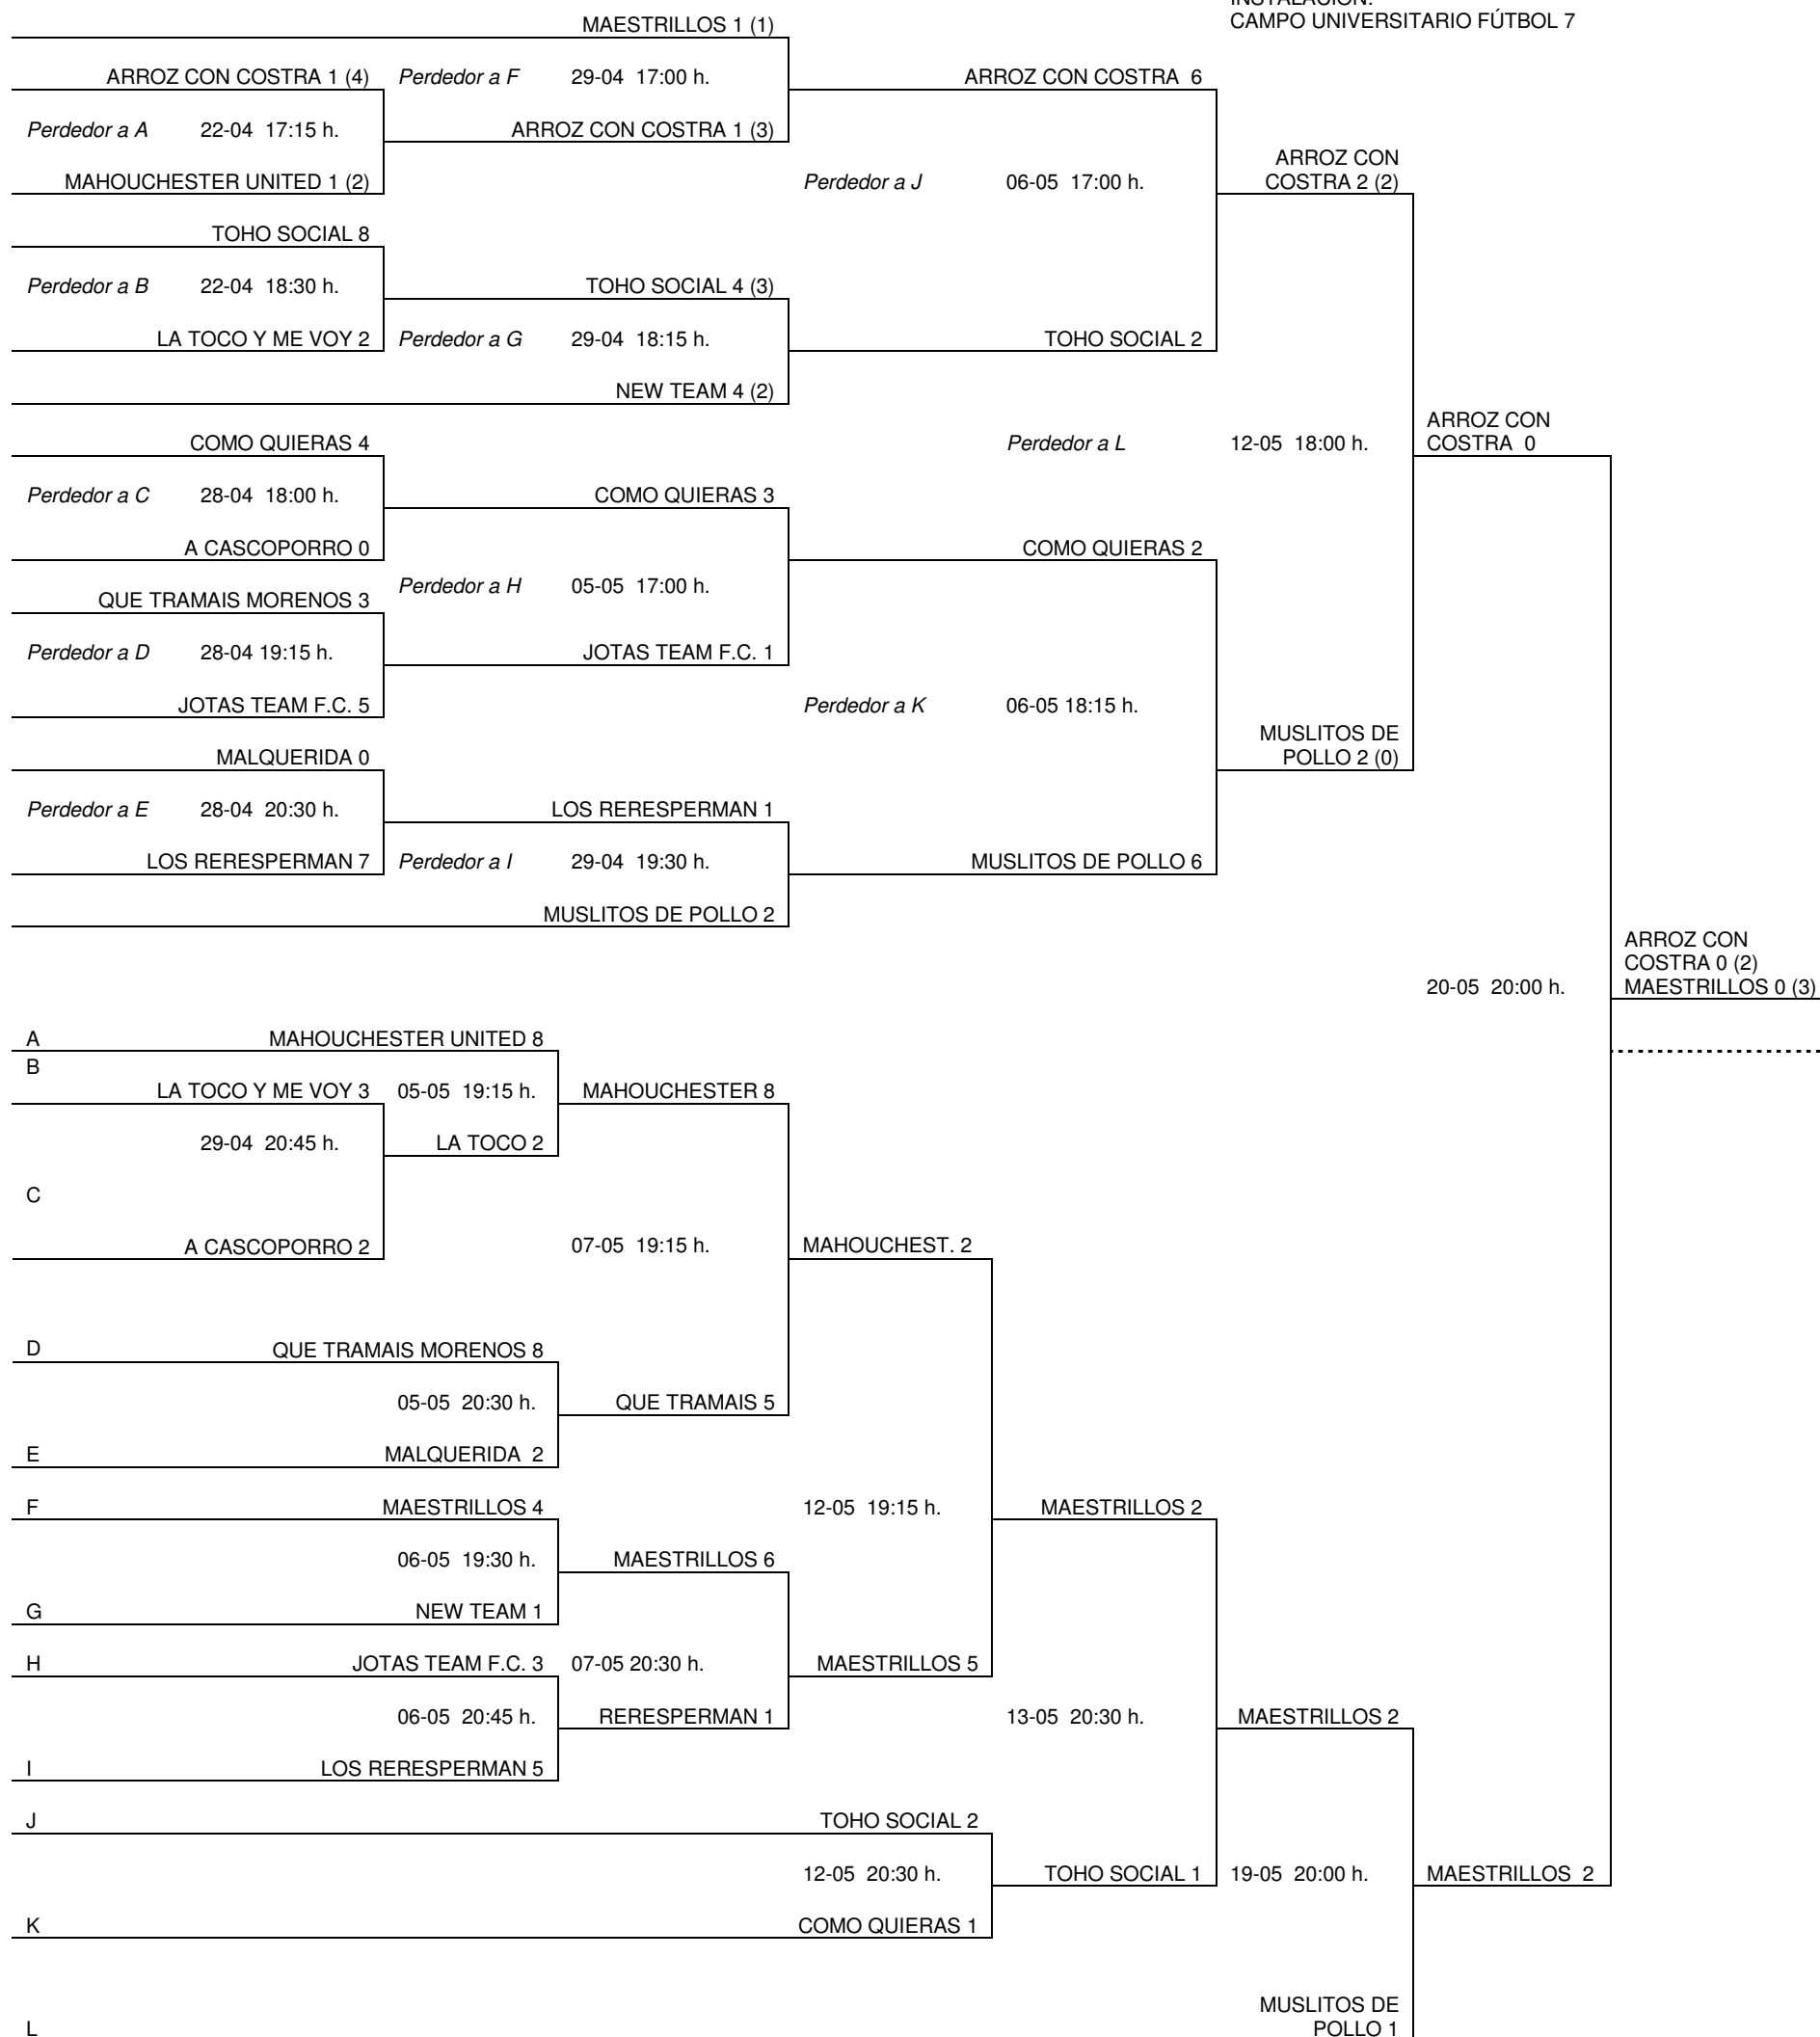 INSTALACIÓN:
CAMPO UNIVERSITARIO FÚTBOL 7
MAESTRILLOS 1 (1)
ARROZ CON COSTRA 1 (4)
Perdedor a F 29-04 17:00 h.
ARROZ CON COSTRA 6
Perdedor a A 22-04 17:15 h.
ARROZ CON COSTRA 1 (3)
MAHOUCHESTER UNITED 1 (2)
Perdedor a J 06-05 17:00 h.
ARROZ CON
COSTRA 2 (2)
TOHO SOCIAL 8
Perdedor a B 22-04 18:30 h.
TOHO SOCIAL 4 (3)
LA TOCO Y ME VOY 2
Perdedor a G 29-04 18:15 h.
TOHO SOCIAL 2
NEW TEAM 4 (2)
COMO QUIERAS 4
Perdedor a L 12-05 18:00 h.
ARROZ CON
COSTRA 0
Perdedor a C 28-04 18:00 h.
COMO QUIERAS 3
A CASCOPORRO 0
COMO QUIERAS 2
Perdedor a H 05-05 17:00 h.
QUE TRAMAIS MORENOS 3
Perdedor a D 28-04 19:15 h.
JOTAS TEAM F.C. 1
JOTAS TEAM F.C. 5
Perdedor a K 06-05 18:15 h.
MUSLITOS DE
POLLO 2 (0)
MALQUERIDA 0
Perdedor a E 28-04 20:30 h.
LOS RERESPERMAN 1
LOS RERESPERMAN 7
Perdedor a I 29-04 19:30 h.
MUSLITOS DE POLLO 6
MUSLITOS DE POLLO 2
20-05 20:00 h.
ARROZ CON
COSTRA 0 (2)
MAESTRILLOS 0 (3)
A MAHOUCHESTER UNITED 8
B
LA TOCO Y ME VOY 3
05-05 19:15 h.
MAHOUCHESTER 8
29-04 20:45 h.
LA TOCO 2
C
A CASCOPORRO 2
07-05 19:15 h.
MAHOUCHEST. 2
D QUE TRAMAIS MORENOS 8
05-05 20:30 h.
QUE TRAMAIS 5
E MALQUERIDA 2
F MAESTRILLOS 4
12-05 19:15 h.
MAESTRILLOS 2
06-05 19:30 h.
MAESTRILLOS 6
G NEW TEAM 1
H JOTAS TEAM F.C. 3
07-05 20:30 h.
MAESTRILLOS 5
06-05 20:45 h.
RERESPERMAN 1
13-05 20:30 h.
MAESTRILLOS 2
I LOS RERESPERMAN 5
J TOHO SOCIAL 2
12-05 20:30 h.
TOHO SOCIAL 1
19-05 20:00 h.
MAESTRILLOS 2
K COMO QUIERAS 1
L
MUSLITOS DE
POLLO 1